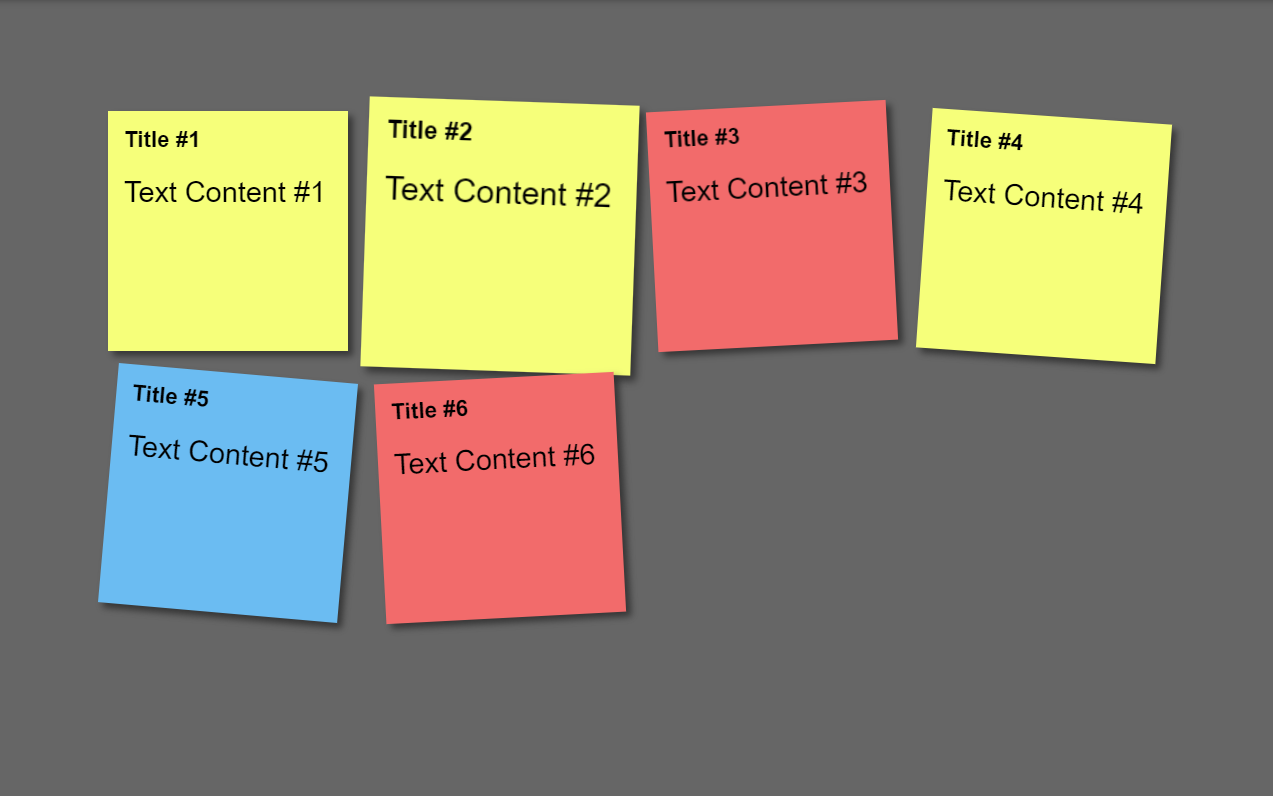 Title #1
Text Content #1
Title #2
Text Content #2
Title #3
Text Content #3
Title #4
Text Content #4
Title #5
Text Content #5
Title #6
Text Content #6